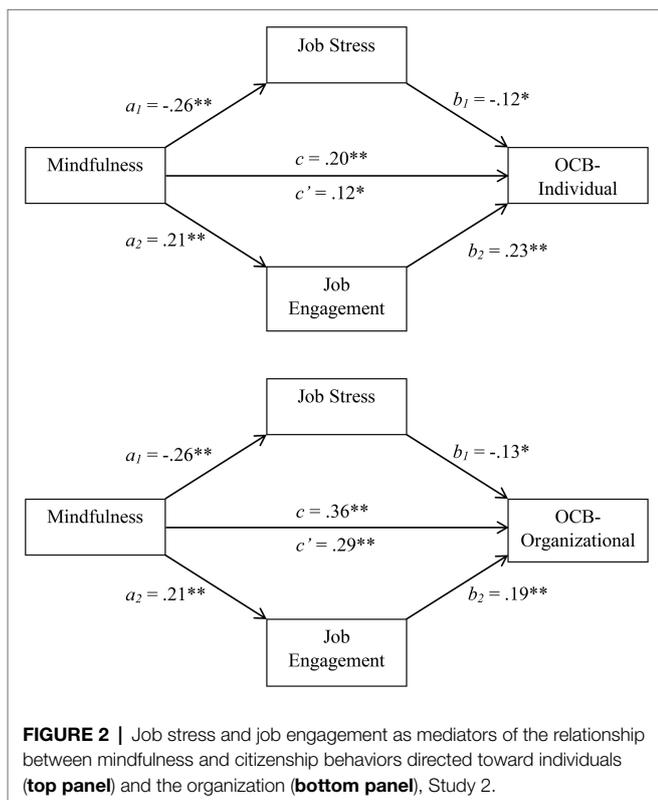 Job Stress
a1 = -.26**
b1 = -.12*
Mindfulness
c = .20**
c' = .12*
OCB-
Individual
a2 = .21**
b2 = .23**
Job
Engagement
Job Stress
a1 = -.26**
b1 = -.13*
Mindfulness
c = .36**
c' = .29**
OCB-
Organizational
a2 = .21**
b2 = .19**
Job
Engagement
FIGURE 2 | Job stress and job engagement as mediators of the relationship
between mindfulness and citizenship behaviors directed toward individuals
(top panel) and the organization (bottom panel), Study 2.